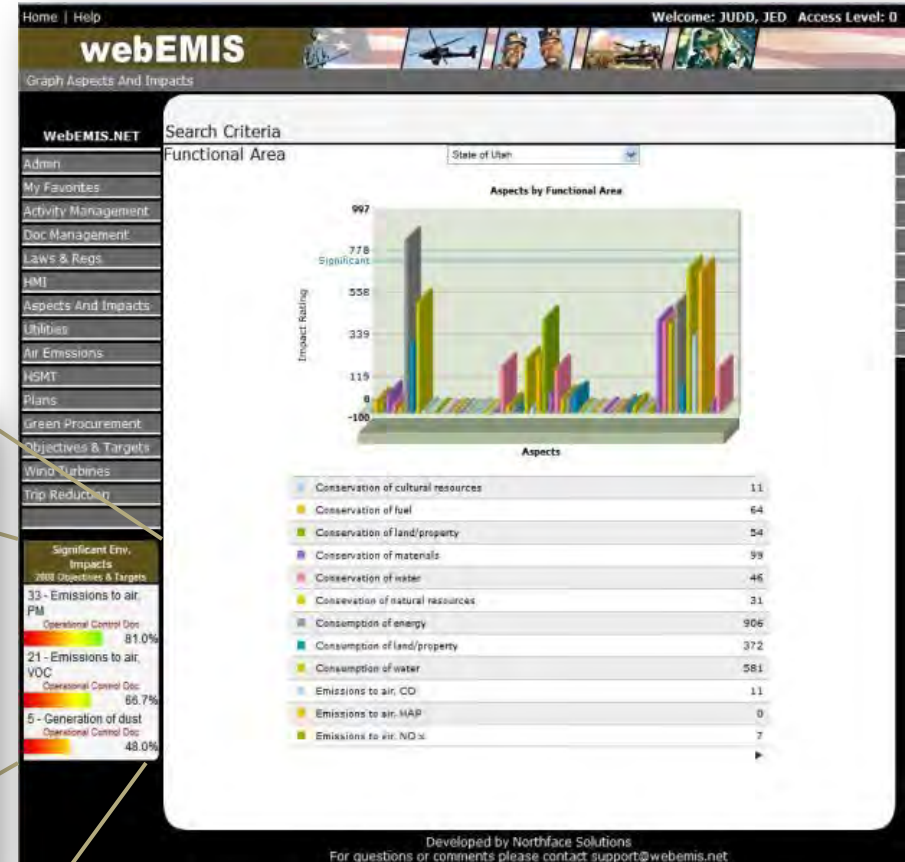 Home | Help
Welcome: JUDD, JED Access Level: 0
webEMIS
Graph Aspects And Impacts
WebEMIS.NET
Admin
My Favorites
Activity Management
Doc Management
Laws & Regs
HMI
Aspects And Impacts
Utilities
Air Emissions
HSMT
Plans
Green Procurement
Objectives & Targets
Wind Turbines
Trip Reduction
Significant Env.
Impacts
2008 Objectives & Targets
33 - Emissions to air,
PM
Operational Control Doc
81.0%
21 - Emissions to air,
VOC
Operational Control Doc
66.7%
5 - Generation of dust
Operational Control Doc
48.0%
Search Criteria
Functional Area
State of Utah
Aspects by Functional Area
997
778
Significant
558
339
119
0
-100
Impact Rating
Aspects
Conservation of cultural resources 11
Conservation of fuel 64
Conservation of land/property 54
Conservation of materials 99
Conservation of water 46
Consevation of natural resources 31
Consumption of energy 906
Consumption of land/property 372
Consumption of water 581
Emissions to air, CO 11
Emissions to air, HAP 0
Emissions to air, NOx 7
Developed by Northface Solutions
For questions or comments please contact support@webemis.net